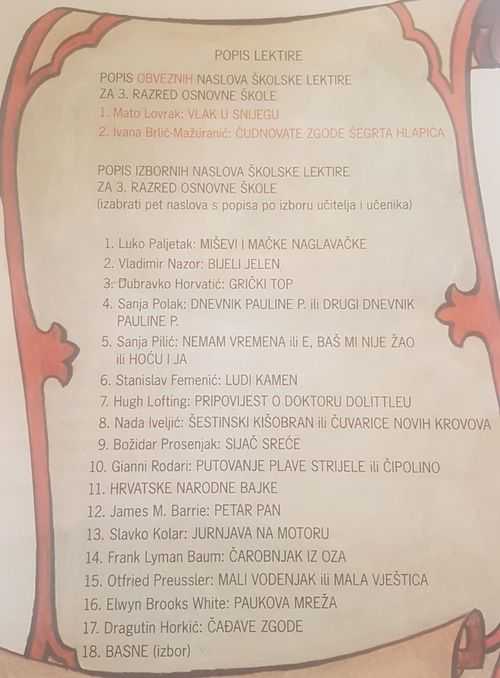 POPIS LEKTIRE
POPIS OBVEZNIH NASLOVA ŠKOLSKE LEKTIRE
ZA 3. RAZRED OSNOVNE ŠKOLE
1. Mato Lovrak: VLAK U SNIJEGU
2. Ivana Brlić-Mažuranić: ČUDNOVATE ZGODE ŠEGRTA HLAPIĆA
POPIS IZBORNIH NASLOVA ŠKOLSKE LEKTIRE
ZA 3. RAZRED OSNOVNE ŠKOLE
(izabrati pet naslova s popisa po izboru učitelja i učenika)
1. Luko Paljetak: MIŠEVI I MAČKE NAGLAVAČKE
2. Vladimir Nazor: BIJELI JELEN
3. Dubravko Horvatić: GRIČKI TOP
4. Sanja Polak: DNEVNIK PAULINE P. ili DRUGI DNEVNIK
PAULINE P.
5. Sanja Pilić: NEMAM VREMENA ili E, BAŠ MI NIJE ŽAO
ili HOĆU I JA
6. Stanislav Femenić: LUDI KAMEN
7. Hugh Lofting: PRIPOVIJEST O DOKTORU DOLITTLEU
8. Nada Iveljić: ŠESTINSKI KIŠOBRAN ili ČUVARICE NOVIH KROVOVA
9. Božidar Prosenjak: SIJAČ SREĆE
10. Gianni Rodari: PUTOVANJE PLAVE STRIJELE ili ČIPOLINO
11. HRVATSKE NARODNE BAJKE
12. James M. Barrie: PETAR PAN
13. Slavko Kolar: JURNJAVA NA MOTORU
14. Frank Lyman Baum: ČAROBNJAK IZ OZA
15. Otfried Preussler: MALI VODENJAK ili MALA VJEŠTICA
16. Elwyn Brooks White: PAUKOVA MREŽA
17. Dragutin Horkić: ČAĐAVE ZGODE
18. BASNE (izbor)